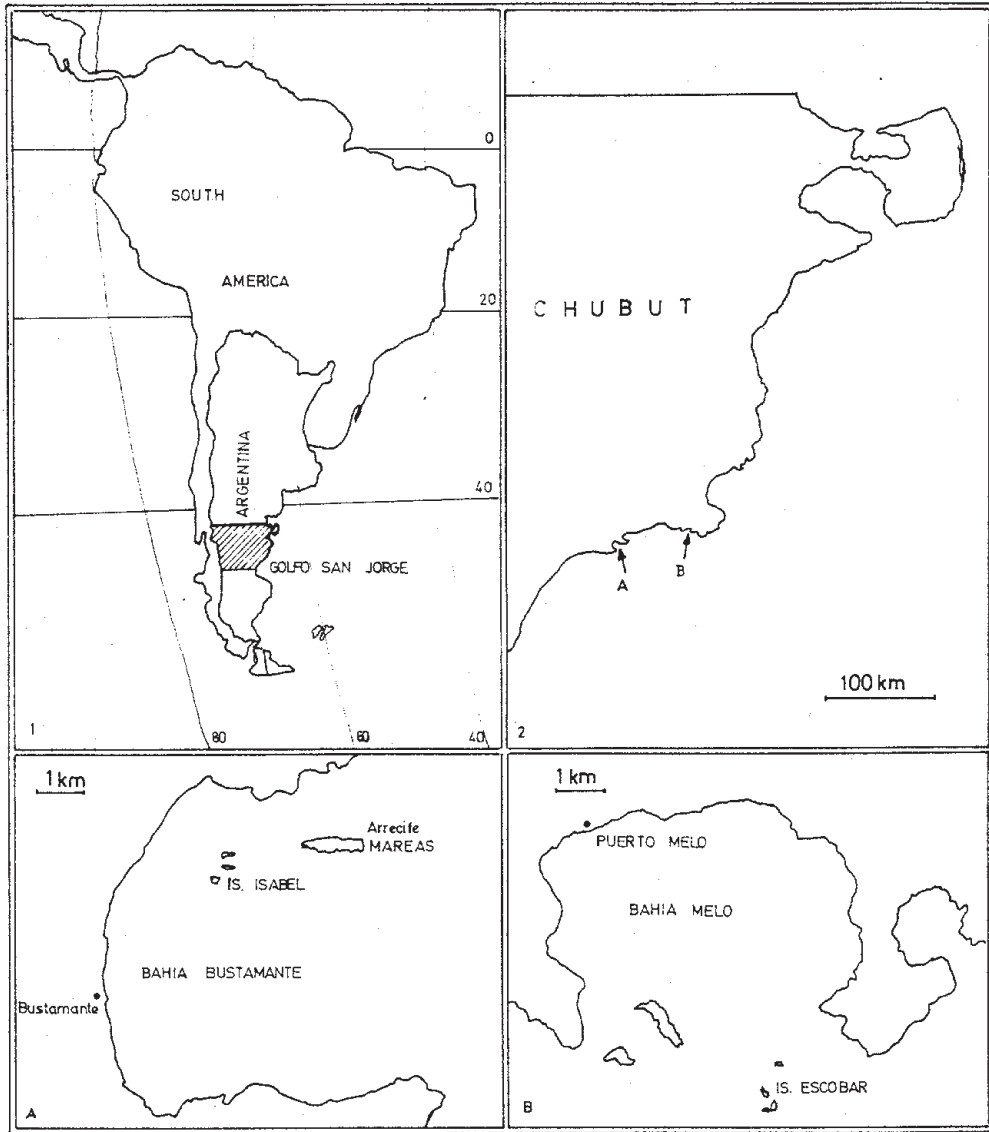 0
SOUTH
AMERICA
20
ARGENTINA
40
GOLFO SAN JORGE
1
80
60
40
CHUBUT
A
B
100 km
2
1 km
Arrecife
MAREAS
IS. ISABEL
BAHIA BUSTAMANTE
Bustamante
A
1 km
PUERTO MELO
BAHIA MELO
IS. ESCOBAR
B